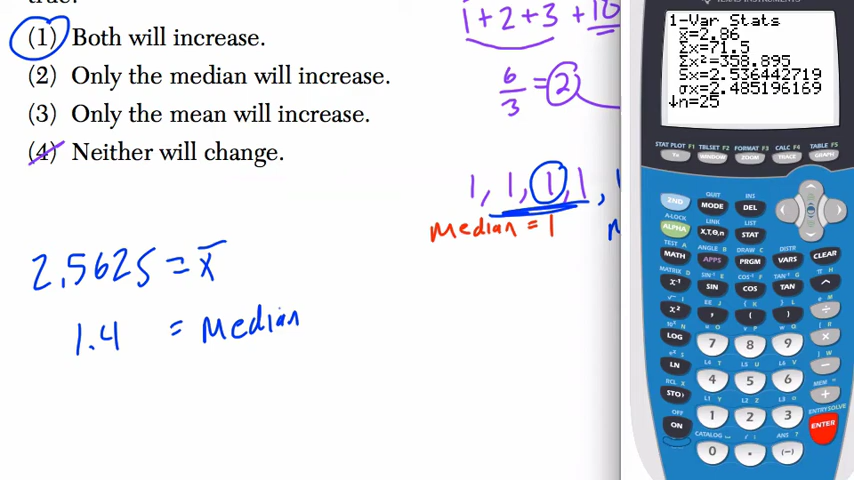 true:
(1) Both will increase.
(2) Only the median will increase.
(3) Only the mean will increase.
(4) Neither will change.
2.5625 = x̄
1.4 = Median
1+2+3 +10
6/3 = 2
1, 1, 1, 1,
median = 1
1-Var Stats
x̄=2.86
Σx=71.5
Σx²=358.895
Sx=2.536442719
σx=2.485196169
↓n=25
STAT PLOT F1 TBLSET F2 FORMAT F3 CALC F4 TABLE F5
Y= WINDOW ZOOM TRACE GRAPH
QUIT INS
2ND MODE DEL
A-LOCK LINK LIST
ALPHA X,T,Θ,n STAT
TEST A ANGLE B DRAW C DISTR
MATH APPS PRGM VARS CLEAR
MATRIX D SIN⁻¹ E COS⁻¹ F TAN⁻¹ G π H
x⁻¹ SIN COS TAN ^
x² , ( ) ÷
LOG 7 8 9 ×
LN 4 5 6 −
RCL X L1 L2 L3 MEM
STO▸ 1 2 3 +
OFF CATALOG ANS ENTRY SOLVE
ON 0 . (−) ENTER